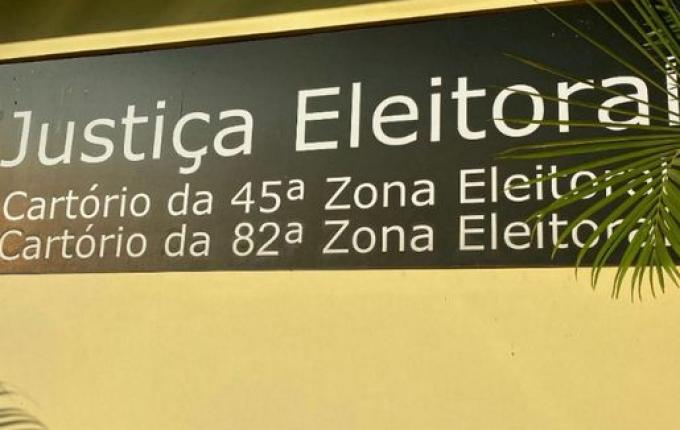 Justiça Eleitoral
Cartório da 45ª Zona Eleitoral
Cartório da 82ª Zona Eleitoral